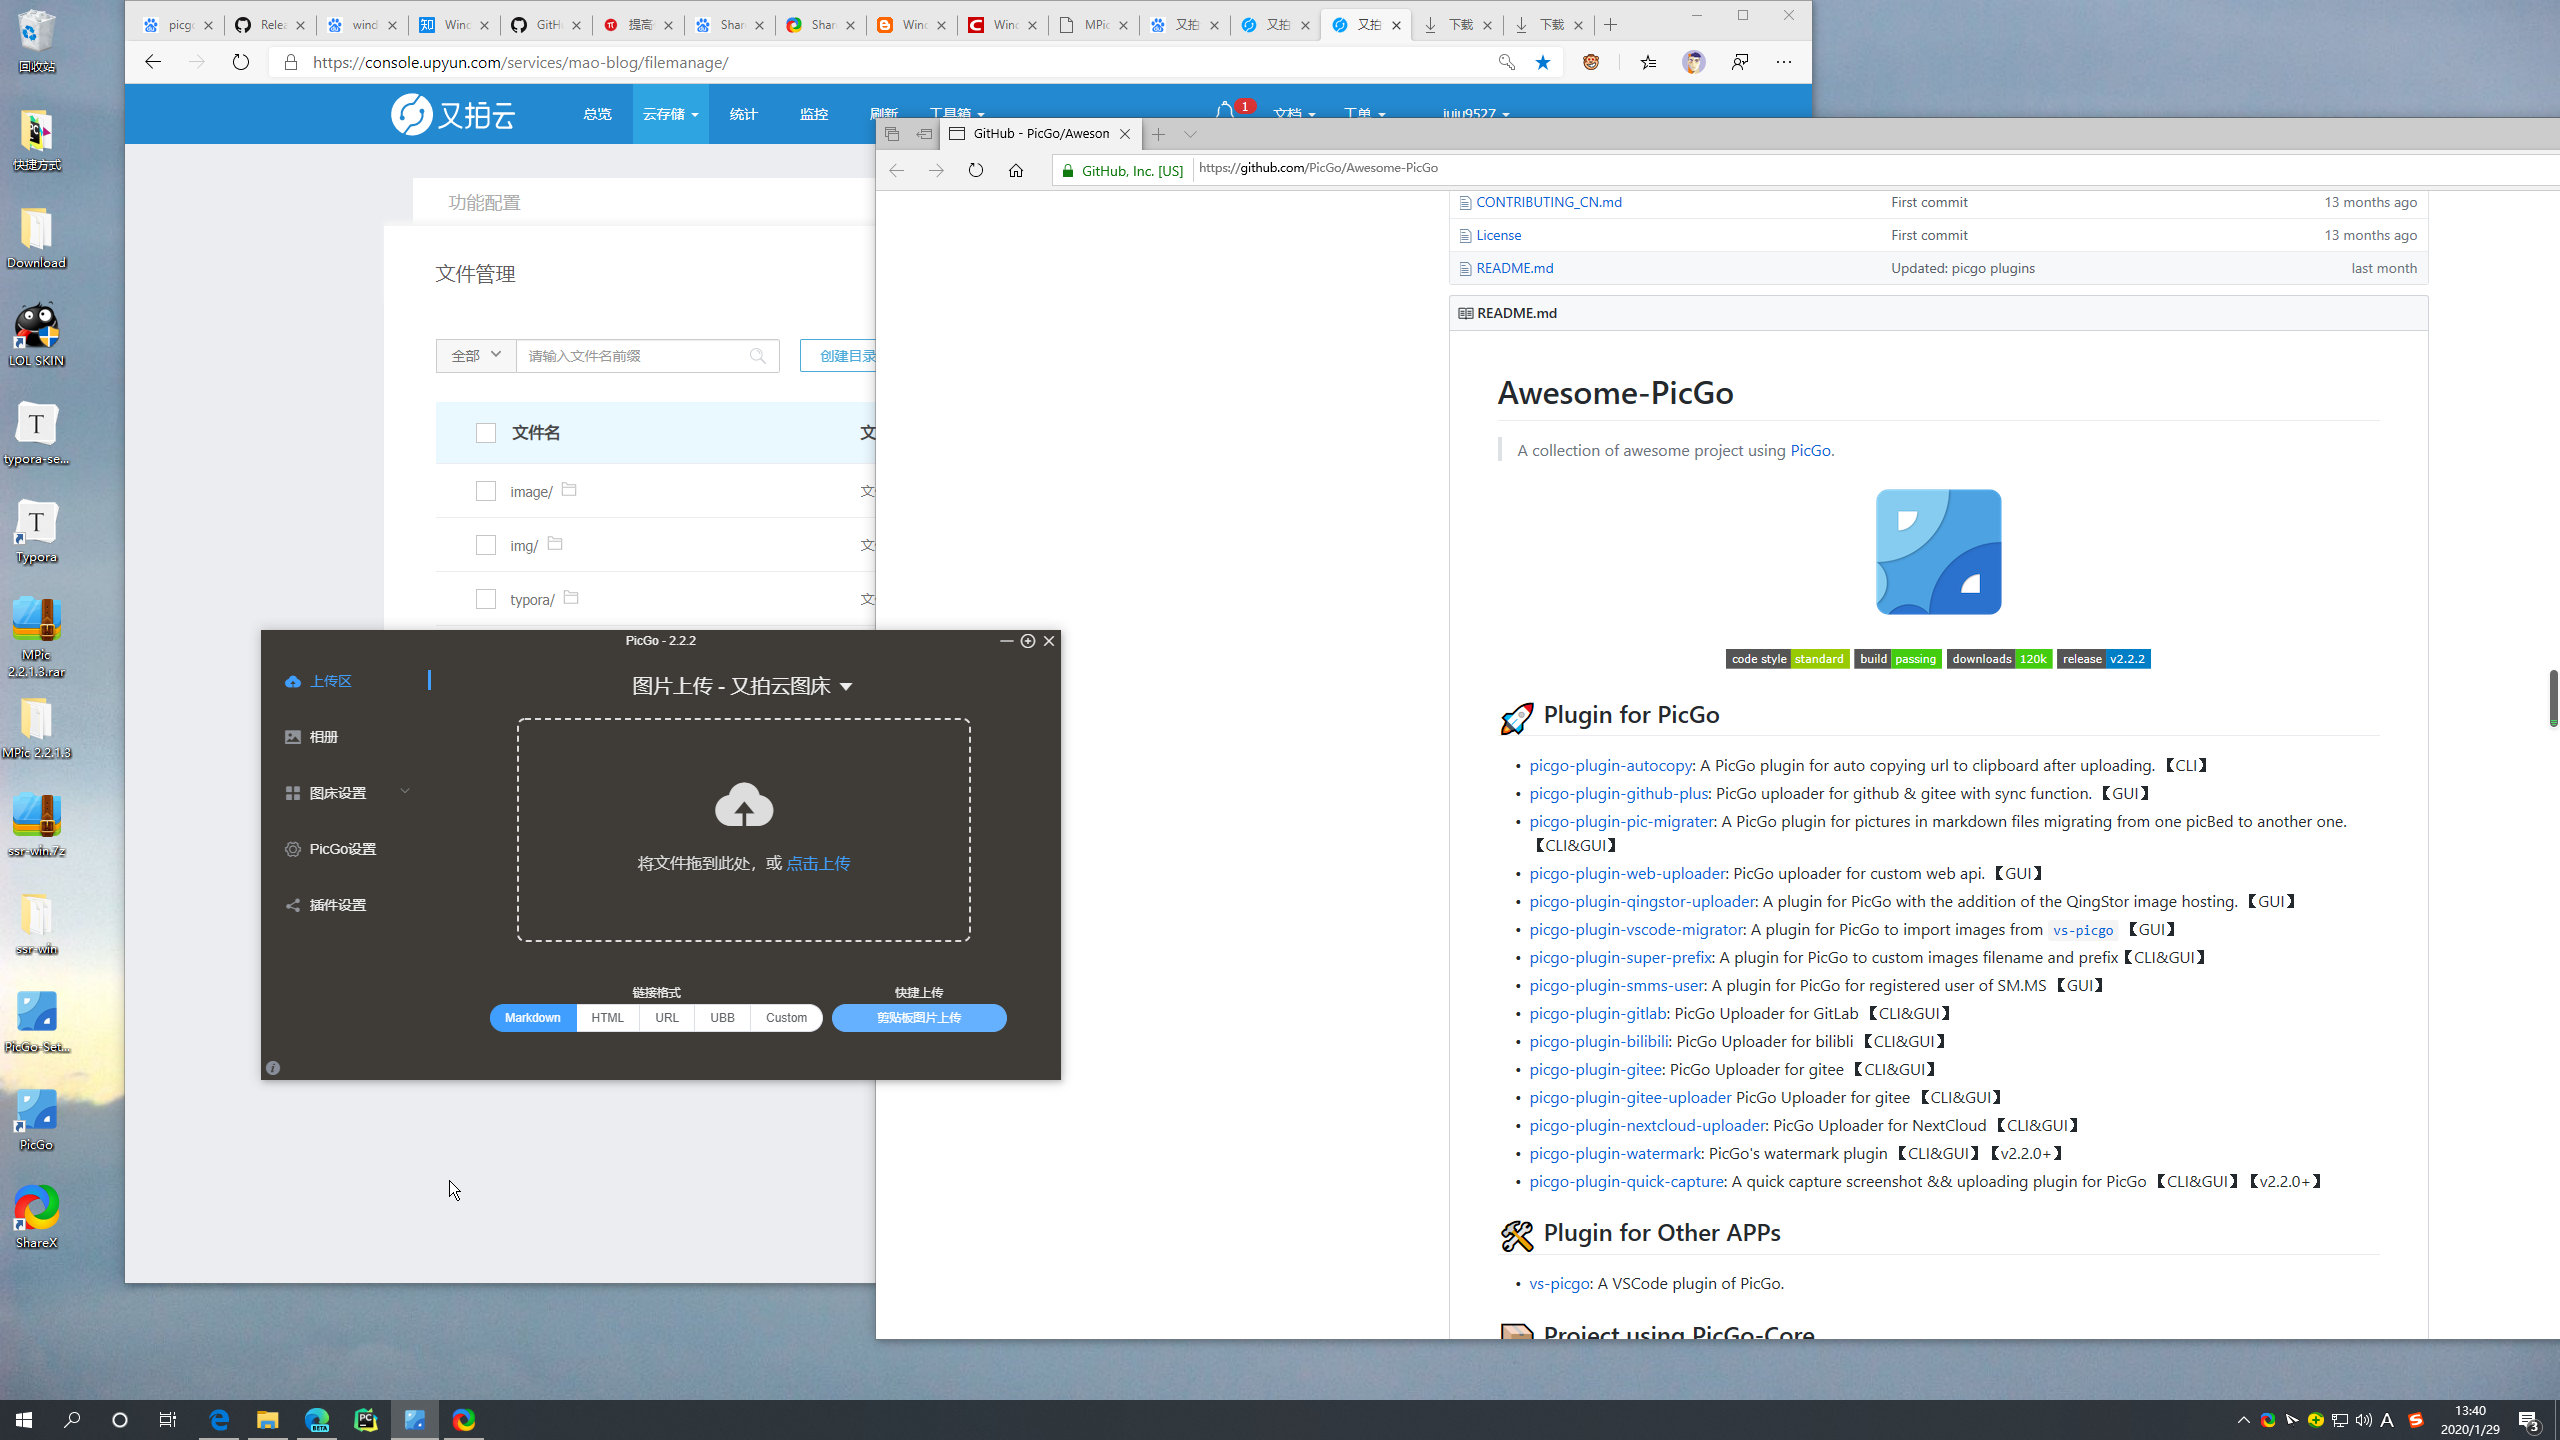 回收站
快捷方式
Download
LOL SKIN
typora-se...
Typora
MPic
2.2.1.3.rar
MPic 2.2.1.3
ssr-win.7z
ssr-win
PicGo-Set...
PicGo
ShareX
picgo
Relea
wind
Winc
GitH
提高
Shar
Shar
Winc
Winc
MPic
又拍
又拍
又拍
下载
下载
https://console.upyun.com/services/mao-blog/filemanage/
又拍云
总览
云存储
统计
监控
刷新
工具箱
1
文档
工单
juju9527
功能配置
文件管理
全部
请输入文件名前缀
创建目录
文件名
文
image/
文
img/
文
typora/
文
GitHub - PicGo/Awesom
GitHub, Inc. [US]
https://github.com/PicGo/Awesome-PicGo
CONTRIBUTING_CN.md First commit 13 months ago
License First commit 13 months ago
README.md Updated: picgo plugins last month
README.md
Awesome-PicGo
A collection of awesome project using PicGo.
code style standard build passing downloads 120k release v2.2.2
Plugin for PicGo
• picgo-plugin-autocopy: A PicGo plugin for auto copying url to clipboard after uploading. 【CLI】
• picgo-plugin-github-plus: PicGo uploader for github & gitee with sync function. 【GUI】
• picgo-plugin-pic-migrater: A PicGo plugin for pictures in markdown files migrating from one picBed to another one.
【CLI&GUI】
• picgo-plugin-web-uploader: PicGo uploader for custom web api. 【GUI】
• picgo-plugin-qingstor-uploader: A plugin for PicGo with the addition of the QingStor image hosting. 【GUI】
• picgo-plugin-vscode-migrator: A plugin for PicGo to import images from vs-picgo 【GUI】
• picgo-plugin-super-prefix: A plugin for PicGo to custom images filename and prefix【CLI&GUI】
• picgo-plugin-smms-user: A plugin for PicGo for registered user of SM.MS 【GUI】
• picgo-plugin-gitlab: PicGo Uploader for GitLab 【CLI&GUI】
• picgo-plugin-bilibili: PicGo Uploader for bilibli 【CLI&GUI】
• picgo-plugin-gitee: PicGo Uploader for gitee 【CLI&GUI】
• picgo-plugin-gitee-uploader PicGo Uploader for gitee 【CLI&GUI】
• picgo-plugin-nextcloud-uploader: PicGo Uploader for NextCloud 【CLI&GUI】
• picgo-plugin-watermark: PicGo's watermark plugin 【CLI&GUI】【v2.2.0+】
• picgo-plugin-quick-capture: A quick capture screenshot && uploading plugin for PicGo 【CLI&GUI】【v2.2.0+】
Plugin for Other APPs
• vs-picgo: A VSCode plugin of PicGo.
Project using PicGo-Core
PicGo - 2.2.2
上传区
相册
图床设置
PicGo设置
插件设置
图片上传 - 又拍云图床
将文件拖到此处，或 点击上传
链接格式
快捷上传
Markdown HTML URL UBB Custom
剪贴板图片上传
13:40
2020/1/29
3